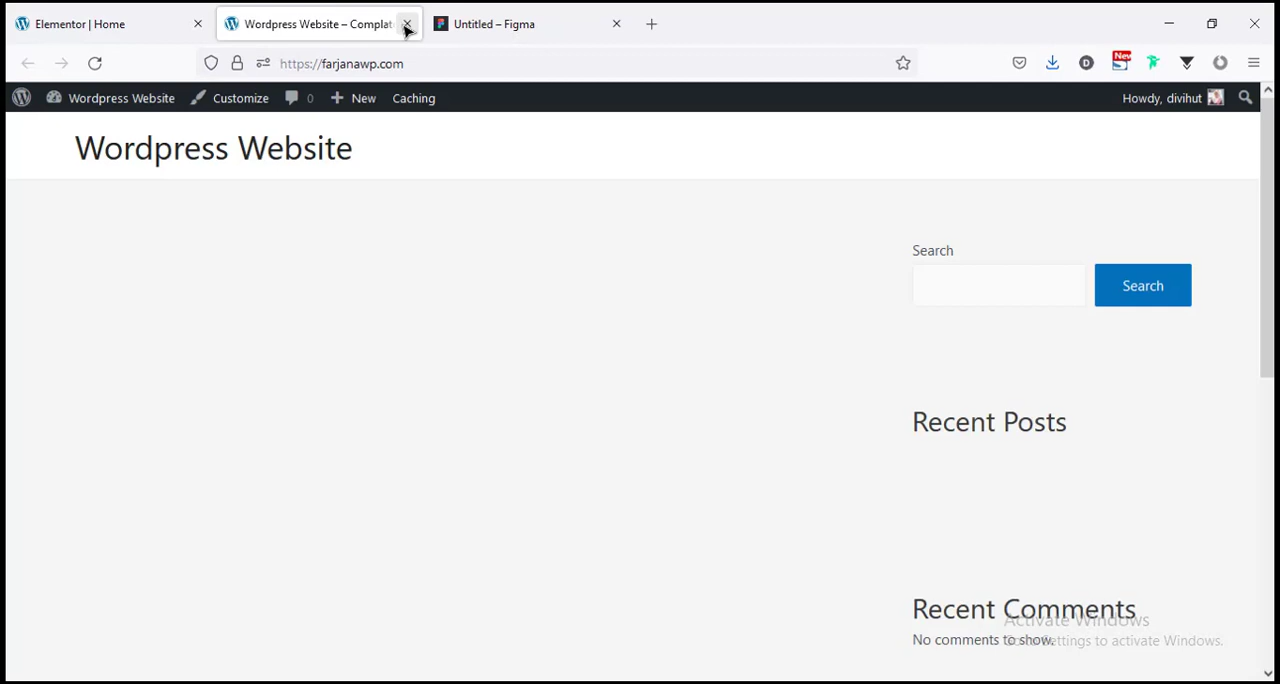 Elementor | Home
Wordpress Website – Complat
Untitled – Figma
https://farjanawp.com
New
D
Wordpress Website
Customize
0
New
Caching
Howdy, divihut
Wordpress Website
Search
Search
Recent Posts
Recent Comments
Activate Windows
No comments to show.
Go to Settings to activate Windows.